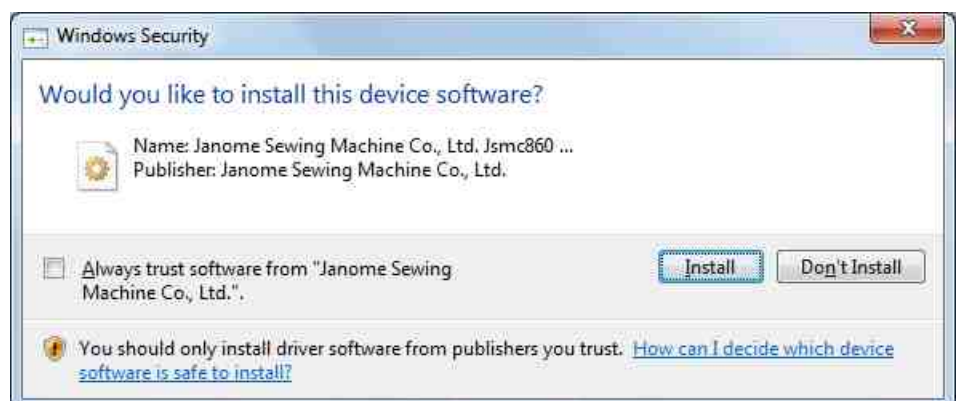 Windows Security
Would you like to install this device software?
Name: Janome Sewing Machine Co., Ltd. Jsmc860 ...
Publisher: Janome Sewing Machine Co., Ltd.
Always trust software from "Janome Sewing
Machine Co., Ltd.".
Install
Don't Install
You should only install driver software from publishers you trust. How can I decide which device
software is safe to install?